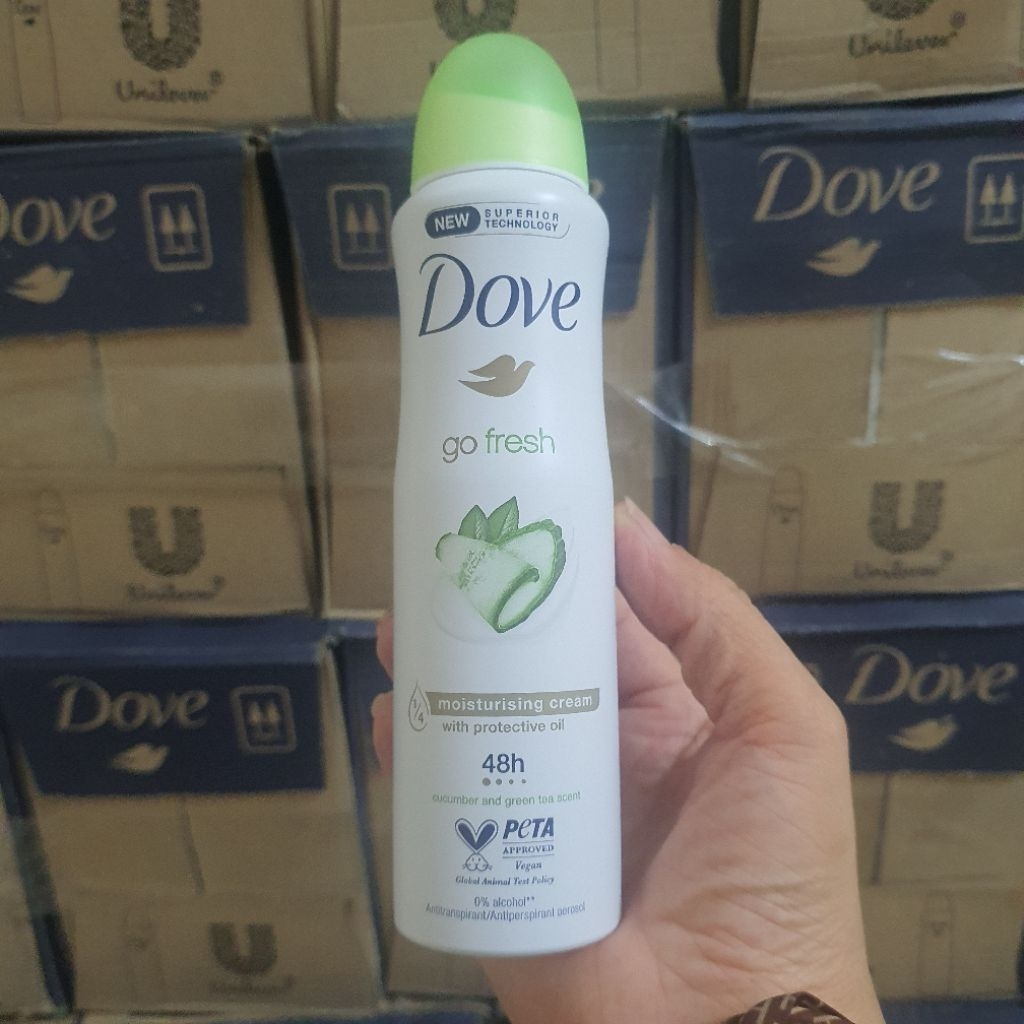 Unilever
Unilever
Dove
Dove
NEW SUPERIOR TECHNOLOGY
Dove
go fresh
1/4 moisturising cream
with protective oil
48h
cucumber and green tea scent
PETA
APPROVED
Vegan
Global Animal Test Policy
0% alcohol**
Antitranspirant/Antiperspirant aerosol
Unilever
Unilever
Dove
Dove